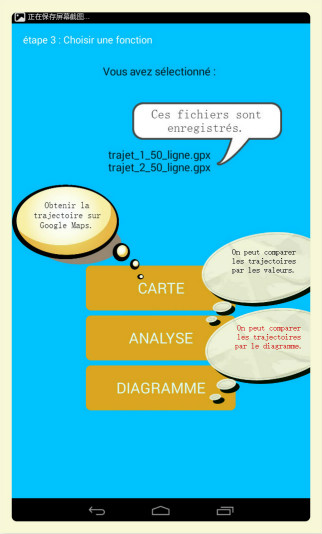 正在保存屏幕截图...
étape 3 : Choisir une fonction
Vous avez sélectionné :
Ces fichiers sont
enregistrés.
trajet_1_50_ligne.gpx
trajet_2_50_ligne.gpx
Obtenir la
trajectoire sur
Google Maps.
On peut comparer
les trajectoires
par les valeurs.
CARTE
On peut comparer
les trajectoires
par le diagramme.
ANALYSE
DIAGRAMME